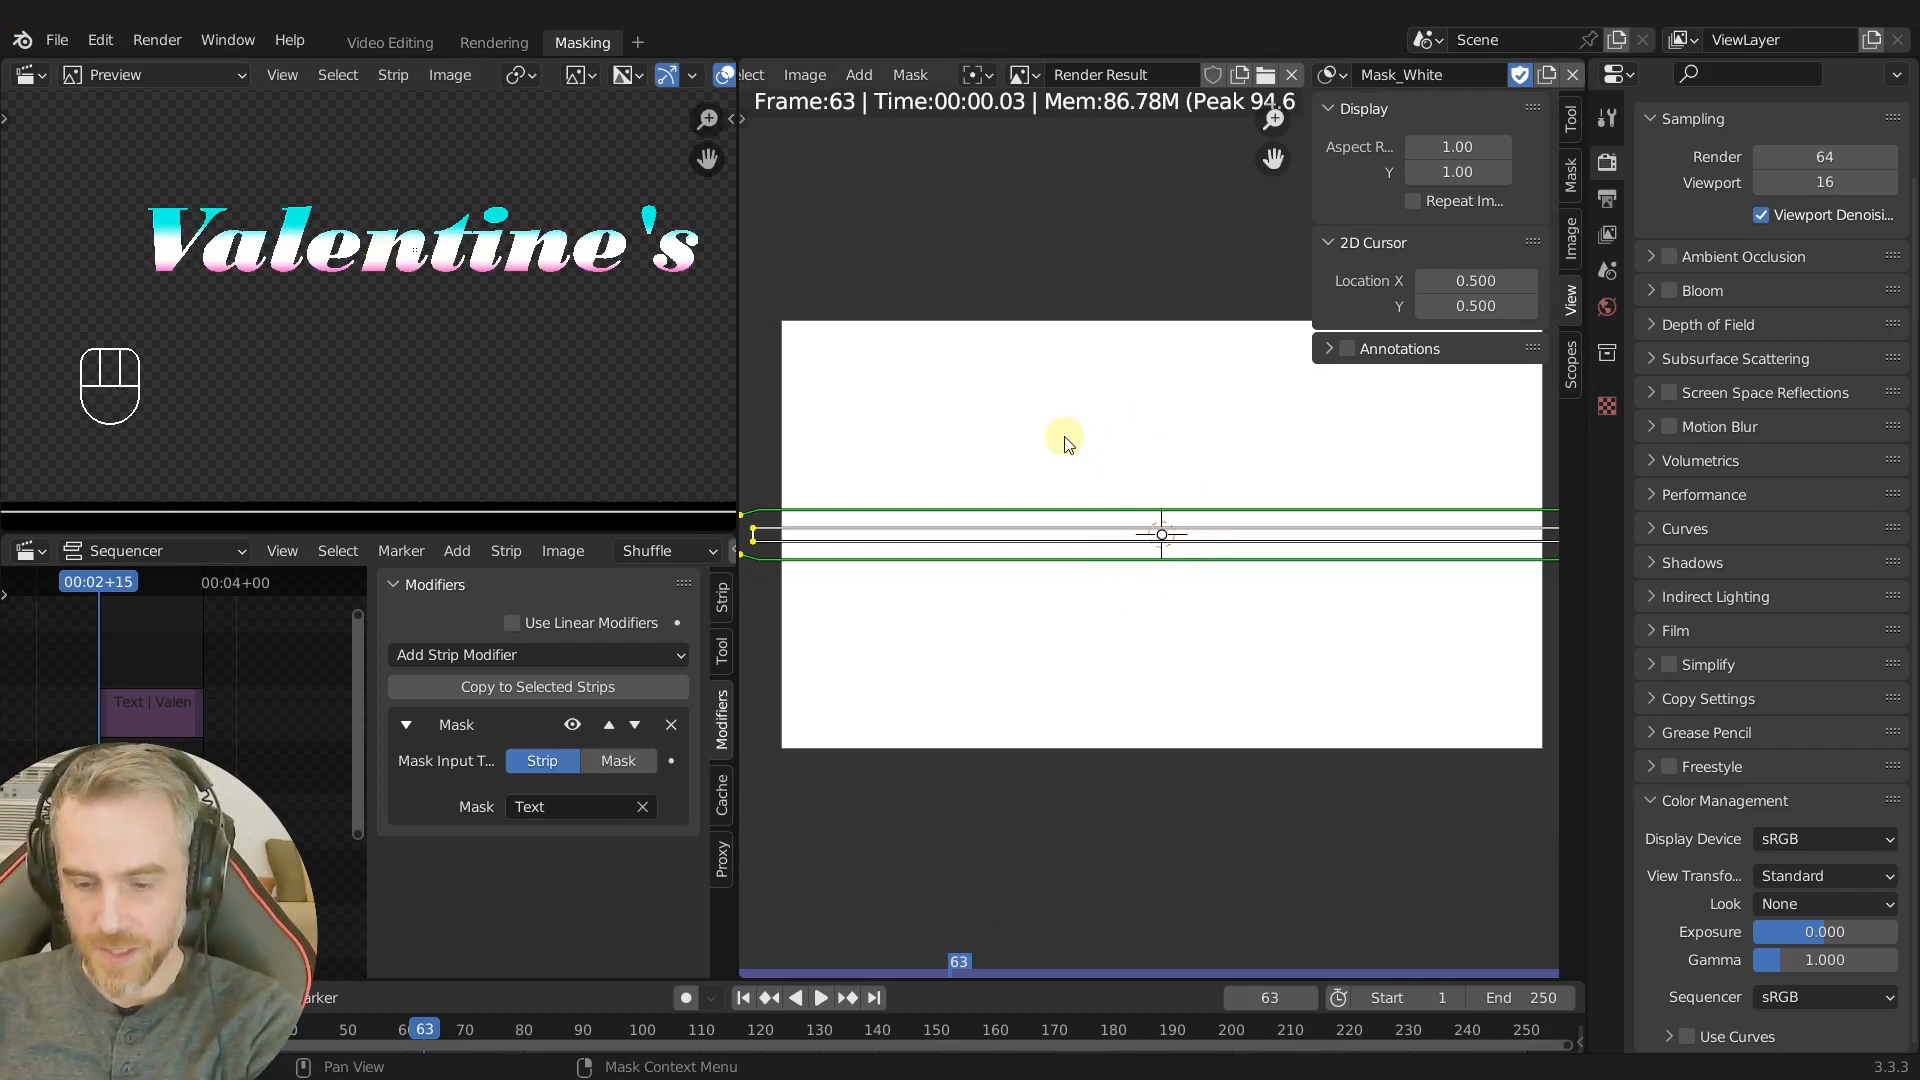 File Edit Render Window Help Video Editing Rendering Masking + Scene ViewLayer
Preview View Select Strip Image
lect Image Add Mask Render Result Mask_White
Frame:63 | Time:00:00.03 | Mem:86.78M (Peak 94.6
Valentine's
Display
Aspect R... 1.00
Y 1.00
Repeat Im...
2D Cursor
Location X 0.500
Y 0.500
Annotations
Tool
Mask
Image
View
Scopes
Sampling
Render 64
Viewport 16
Viewport Denoisi...
Ambient Occlusion
Bloom
Depth of Field
Subsurface Scattering
Screen Space Reflections
Motion Blur
Volumetrics
Performance
Curves
Shadows
Indirect Lighting
Film
Simplify
Copy Settings
Grease Pencil
Freestyle
Color Management
Display Device sRGB
View Transfo... Standard
Look None
Exposure 0.000
Gamma 1.000
Sequencer sRGB
Use Curves
Sequencer View Select Marker Add Strip Image Shuffle
00:02+15 00:04+00
Text | Valen
Modifiers
Use Linear Modifiers
Add Strip Modifier
Copy to Selected Strips
Mask
Mask Input T... Strip Mask
Mask Text
Strip
Tool
Modifiers
Cache
Proxy
63
arker 63 Start 1 End 250
50 63 70 80 90 100 110 120 130 140 150 160 170 180 190 200 210 220 230 240 250
Pan View Mask Context Menu 3.3.3